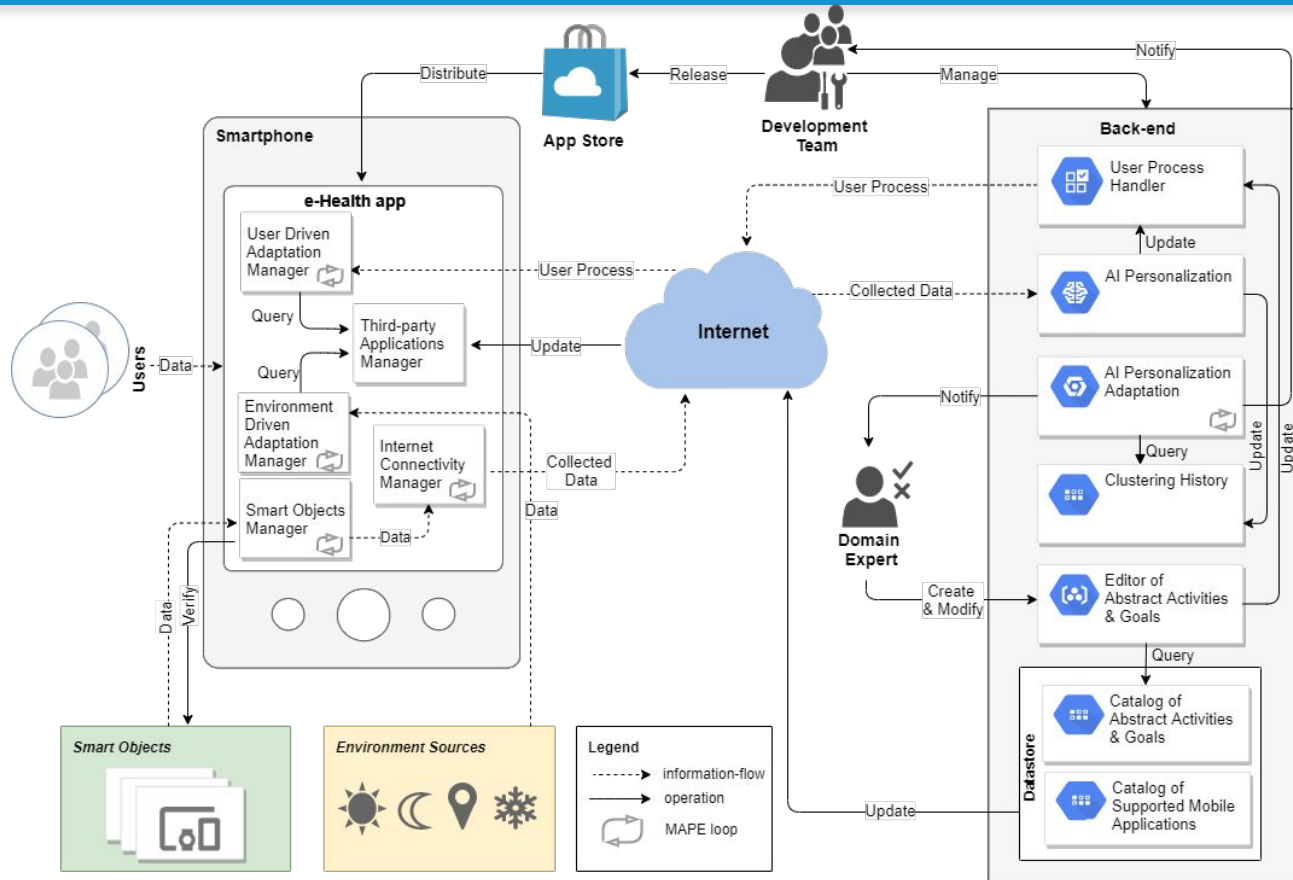 Notify
Distribute
Release
Manage
App Store
Development
Team
Smartphone
Back-end
e-Health app
User Driven
Adaptation
Manager
Query
Third-party
Applications
Manager
Query
Environment
Driven
Adaptation
Manager
Internet
Connectivity
Manager
Smart Objects
Manager
Data
Users
Data
User Process
User Process
Update
Internet
Collected Data
Collected
Data
Data
Data
Verify
User Process
Handler
Update
AI Personalization
AI Personalization
Adaptation
Notify
Query
Update
Update
Clustering History
Domain
Expert
Create
& Modify
Editor of
Abstract Activities
& Goals
Query
Datastore
Catalog of
Abstract Activities
& Goals
Catalog of
Supported Mobile
Applications
Update
Smart Objects
Environment Sources
Legend
information-flow
operation
MAPE loop